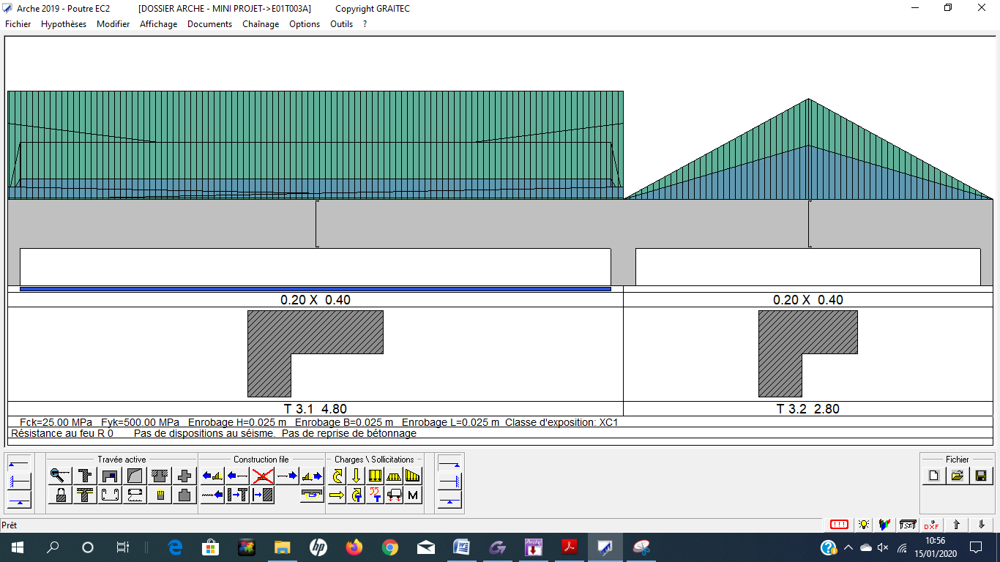 Arche 2019 - Poutre EC2 [DOSSIER ARCHE - MINI PROJET->E01T003A] Copyright GRAITEC
Fichier Hypothèses Modifier Affichage Documents Chaînage Options Outils ?
0.20 X 0.40 0.20 X 0.40
T 3.1 4.80 T 3.2 2.80
Fck=25.00 MPa Fyk=500.00 MPa Enrobage H=0.025 m Enrobage B=0.025 m Enrobage L=0.025 m Classe d'exposition: XC1
Résistance au feu R 0 Pas de dispositions au séisme. Pas de reprise de bétonnage
Travée active Construction file Charges \ Sollicitations Fichier
M
Prêt
DXF
hp
Arche
10:56
15/01/2020